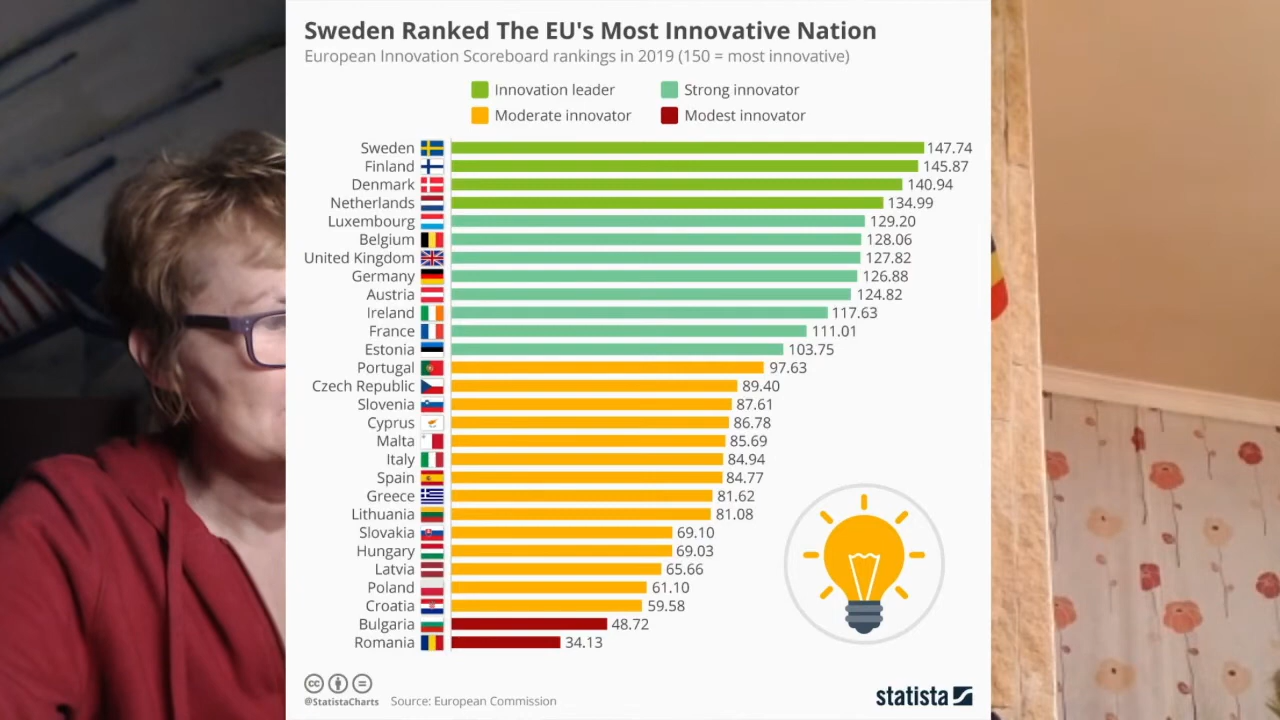 Sweden Ranked The EU's Most Innovative Nation
European Innovation Scoreboard rankings in 2019 (150 = most innovative)
Innovation leader
Strong innovator
Moderate innovator
Modest innovator
Sweden 147.74
Finland 145.87
Denmark 140.94
Netherlands 134.99
Luxembourg 129.20
Belgium 128.06
United Kingdom 127.82
Germany 126.88
Austria 124.82
Ireland 117.63
France 111.01
Estonia 103.75
Portugal 97.63
Czech Republic 89.40
Slovenia 87.61
Cyprus 86.78
Malta 85.69
Italy 84.94
Spain 84.77
Greece 81.62
Lithuania 81.08
Slovakia 69.10
Hungary 69.03
Latvia 65.66
Poland 61.10
Croatia 59.58
Bulgaria 48.72
Romania 34.13
cc
@StatistaCharts Source: European Commission
statista